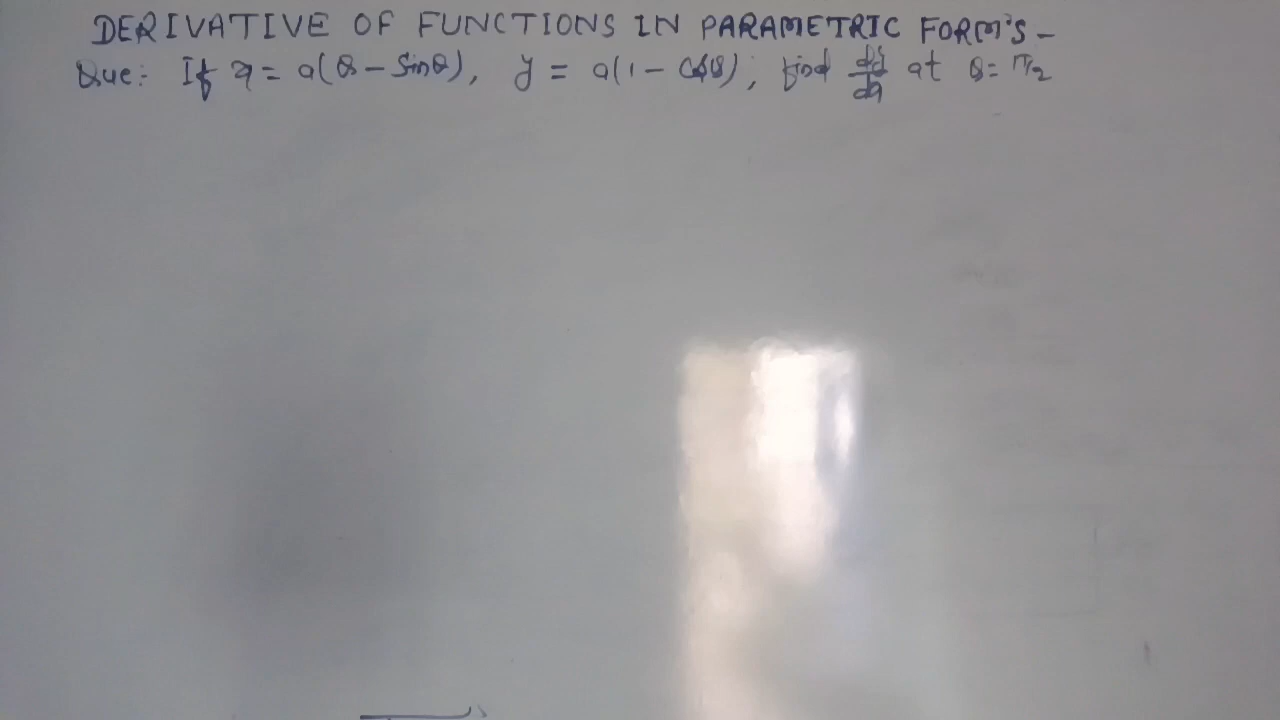 DERIVATIVE OF FUNCTIONS IN PARAMETRIC FORM'S -
Que:- If x = a(θ - Sinθ), y = a(1 - Cosθ), find dy/dx at θ = π/2